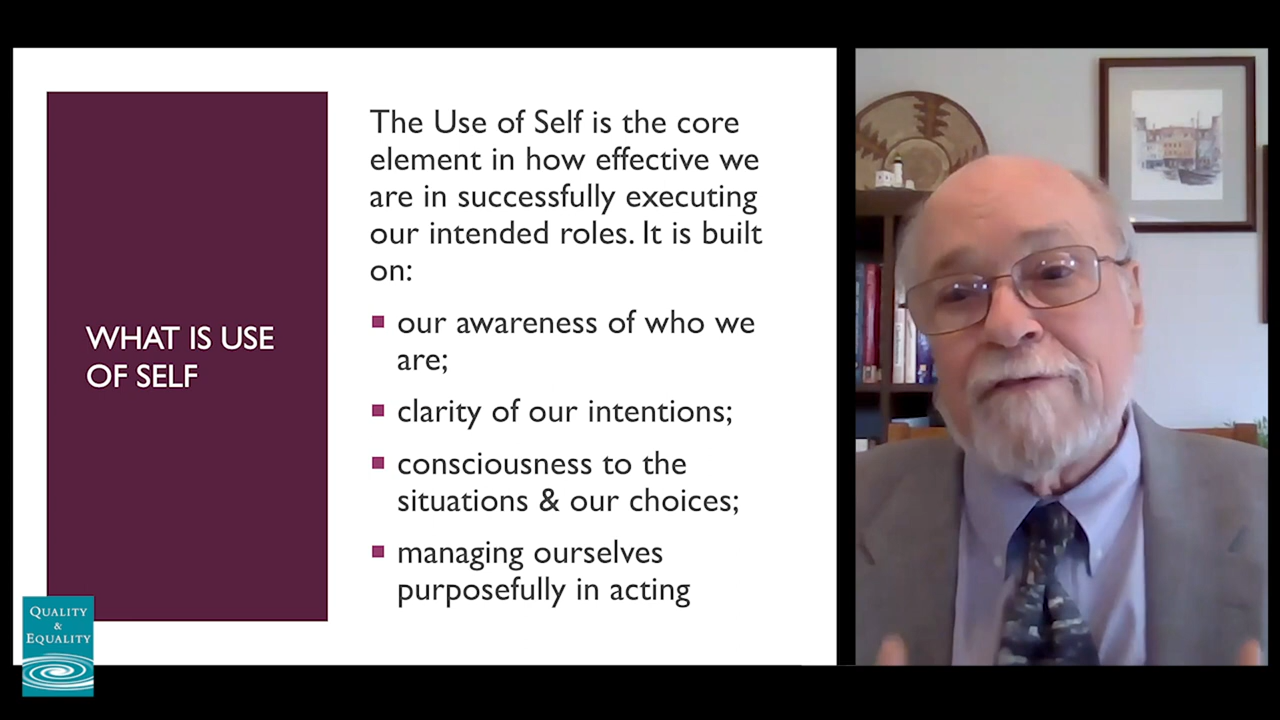 WHAT IS USE
OF SELF
The Use of Self is the core
element in how effective we
are in successfully executing
our intended roles. It is built
on:
our awareness of who we
are;
clarity of our intentions;
consciousness to the
situations & our choices;
managing ourselves
purposefully in acting
QUALITY
&
EQUALITY